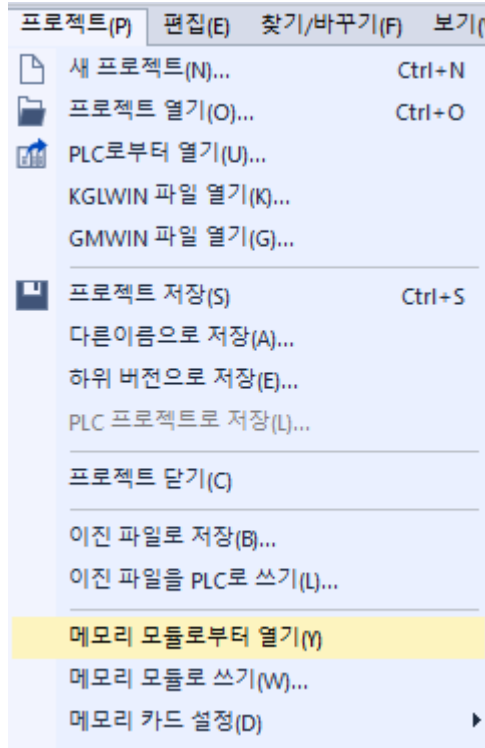 프로젝트(P) 편집(E) 찾기/바꾸기(F) 보기(
새 프로젝트(N)... Ctrl+N
프로젝트 열기(O)... Ctrl+O
PLC로부터 열기(U)...
KGLWIN 파일 열기(K)...
GMWIN 파일 열기(G)...
프로젝트 저장(S) Ctrl+S
다른이름으로 저장(A)...
하위 버전으로 저장(E)...
PLC 프로젝트로 저장(L)...
프로젝트 닫기(C)
이진 파일로 저장(B)...
이진 파일을 PLC로 쓰기(L)...
메모리 모듈로부터 열기(Y)
메모리 모듈로 쓰기(W)...
메모리 카드 설정(D)